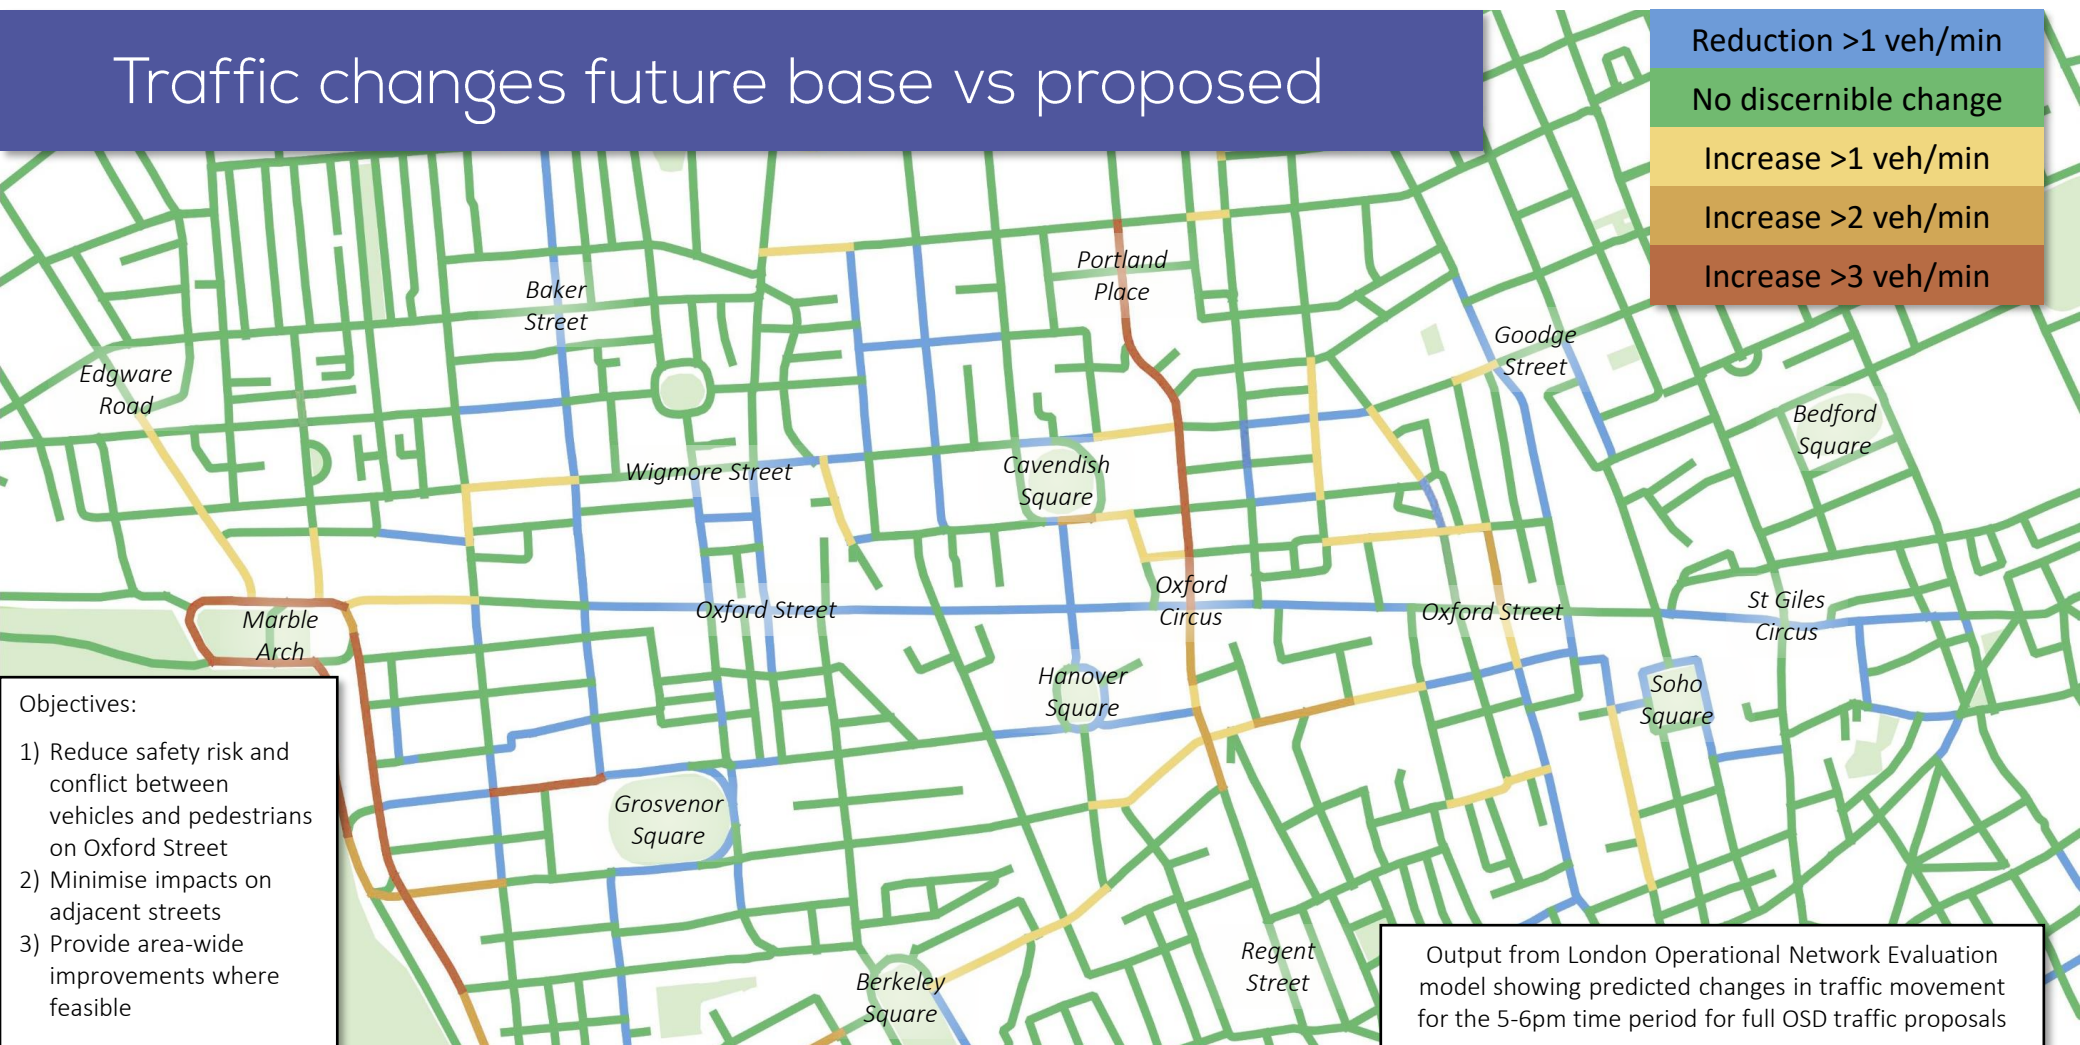 Traffic changes future base vs proposed
Reduction >1 veh/min
No discernible change
Increase >1 veh/min
Increase >2 veh/min
Increase >3 veh/min
Portland
Place
Baker
Street
Goodge
Street
Edgware
Road
Bedford
Square
Wigmore Street
Cavendish
Square
Oxford Street
Oxford
Circus
Oxford Street
St Giles
Circus
Marble
Arch
Hanover
Square
Soho
Square
Grosvenor
Square
Regent
Street
Berkeley
Square
Objectives:
1) Reduce safety risk and
conflict between
vehicles and pedestrians
on Oxford Street
2) Minimise impacts on
adjacent streets
3) Provide area-wide
improvements where
feasible
Output from London Operational Network Evaluation
model showing predicted changes in traffic movement
for the 5-6pm time period for full OSD traffic proposals